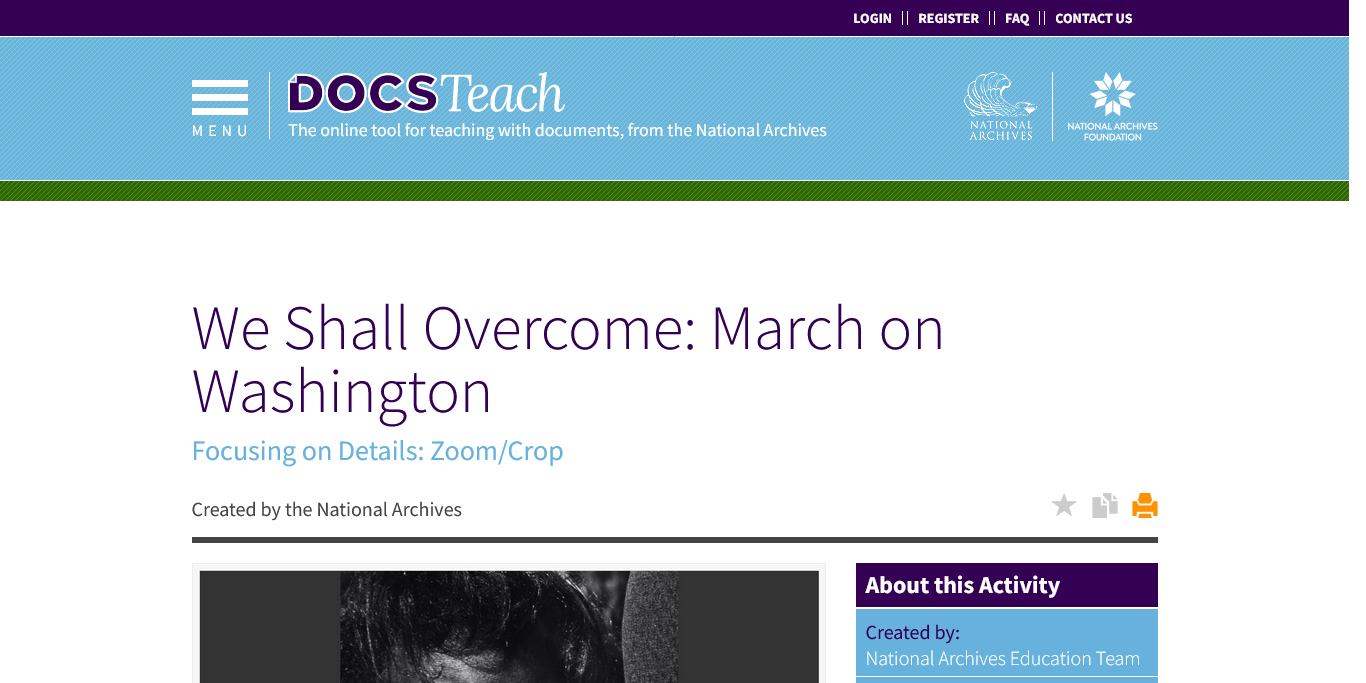 LOGIN || REGISTER || FAQ || CONTACT US
MENU
DOCSTeach
The online tool for teaching with documents, from the National Archives
NATIONAL
ARCHIVES
NATIONAL ARCHIVES
FOUNDATION
We Shall Overcome: March on
Washington
Focusing on Details: Zoom/Crop
Created by the National Archives
About this Activity
Created by:
National Archives Education Team